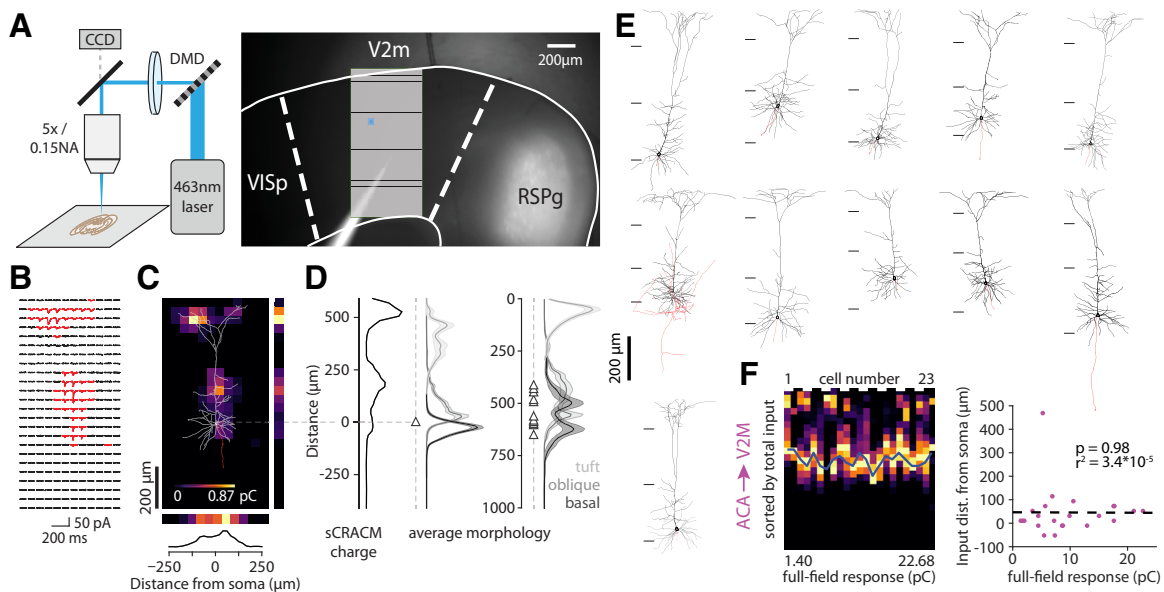 A
CCD
DMD
5x /
0.15NA
463nm
laser
V2m
200µm
VISp
RSPg
B
50 pA
200 ms
C
200 µm
0 0.87 pC
−250 0 250
Distance from soma (µm)
D
500
250
0
-250
Distance (µm)
sCRACM
charge
0
250
500
750
1000
tuft
oblique
basal
average morphology
E
200 µm
F
1 cell number 23
ACA V2M
sorted by total input
1.40 22.68
full-field response (pC)
Input dist. from soma (µm)
500
400
300
200
100
0
-100
p = 0.98
r² = 3.4*10⁻⁵
0 10 20
full-field response (pC)